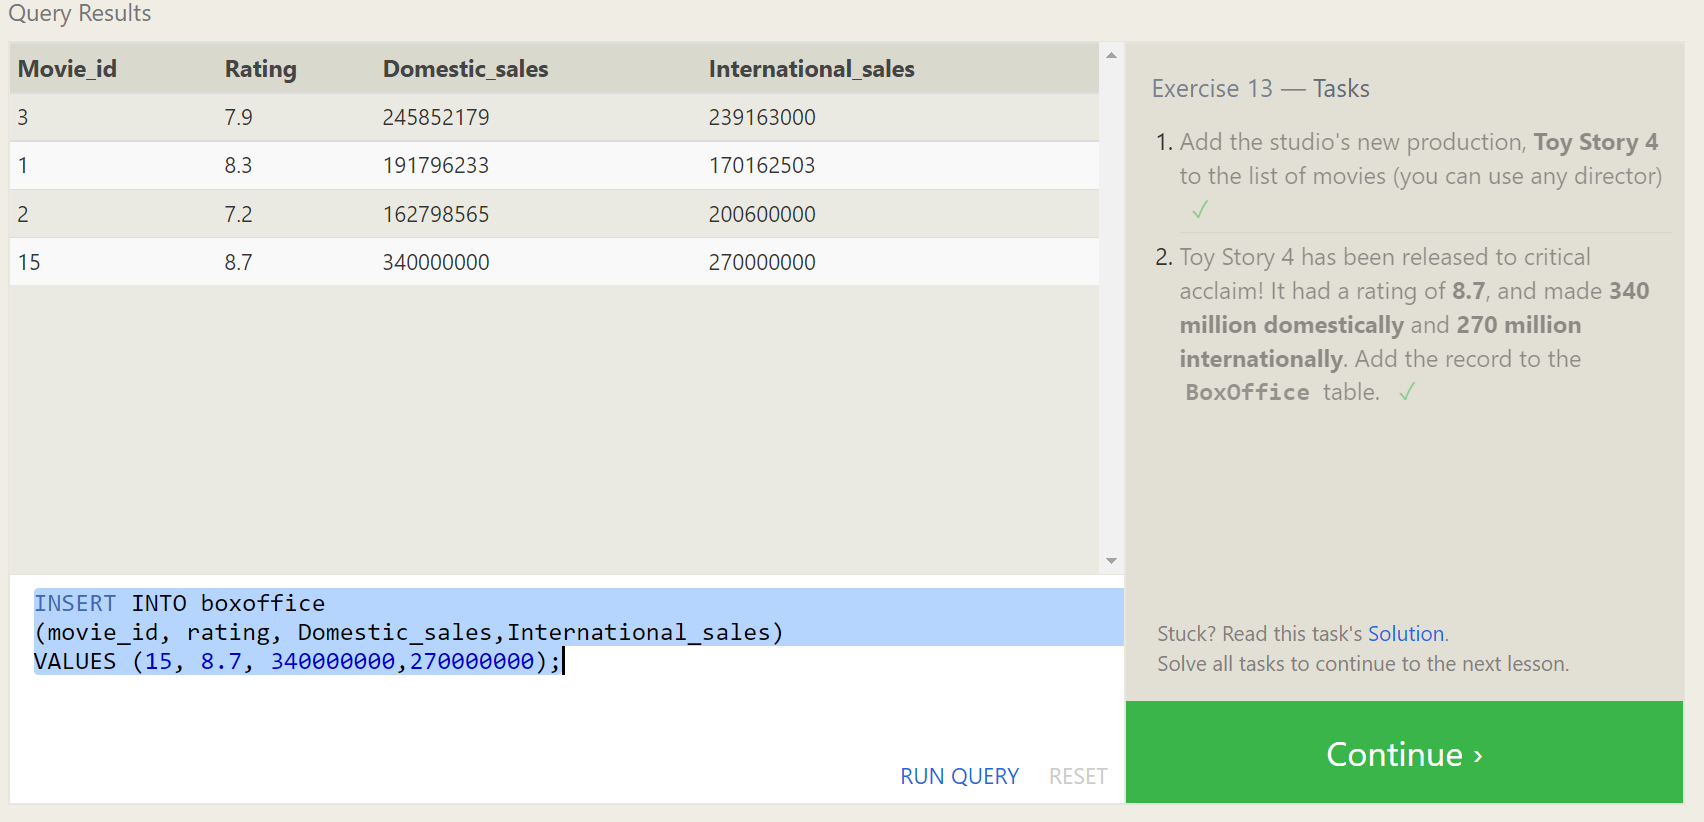 Query Results
Movie_id Rating Domestic_sales International_sales
3 7.9 245852179 239163000
1 8.3 191796233 170162503
2 7.2 162798565 200600000
15 8.7 340000000 270000000
INSERT INTO boxoffice
(movie_id, rating, Domestic_sales,International_sales)
VALUES (15, 8.7, 340000000,270000000);
RUN QUERY RESET
Exercise 13 — Tasks
1. Add the studio's new production, Toy Story 4
to the list of movies (you can use any director)
✓
2. Toy Story 4 has been released to critical
acclaim! It had a rating of 8.7, and made 340
million domestically and 270 million
internationally. Add the record to the
BoxOffice table. ✓
Stuck? Read this task's Solution.
Solve all tasks to continue to the next lesson.
Continue ›